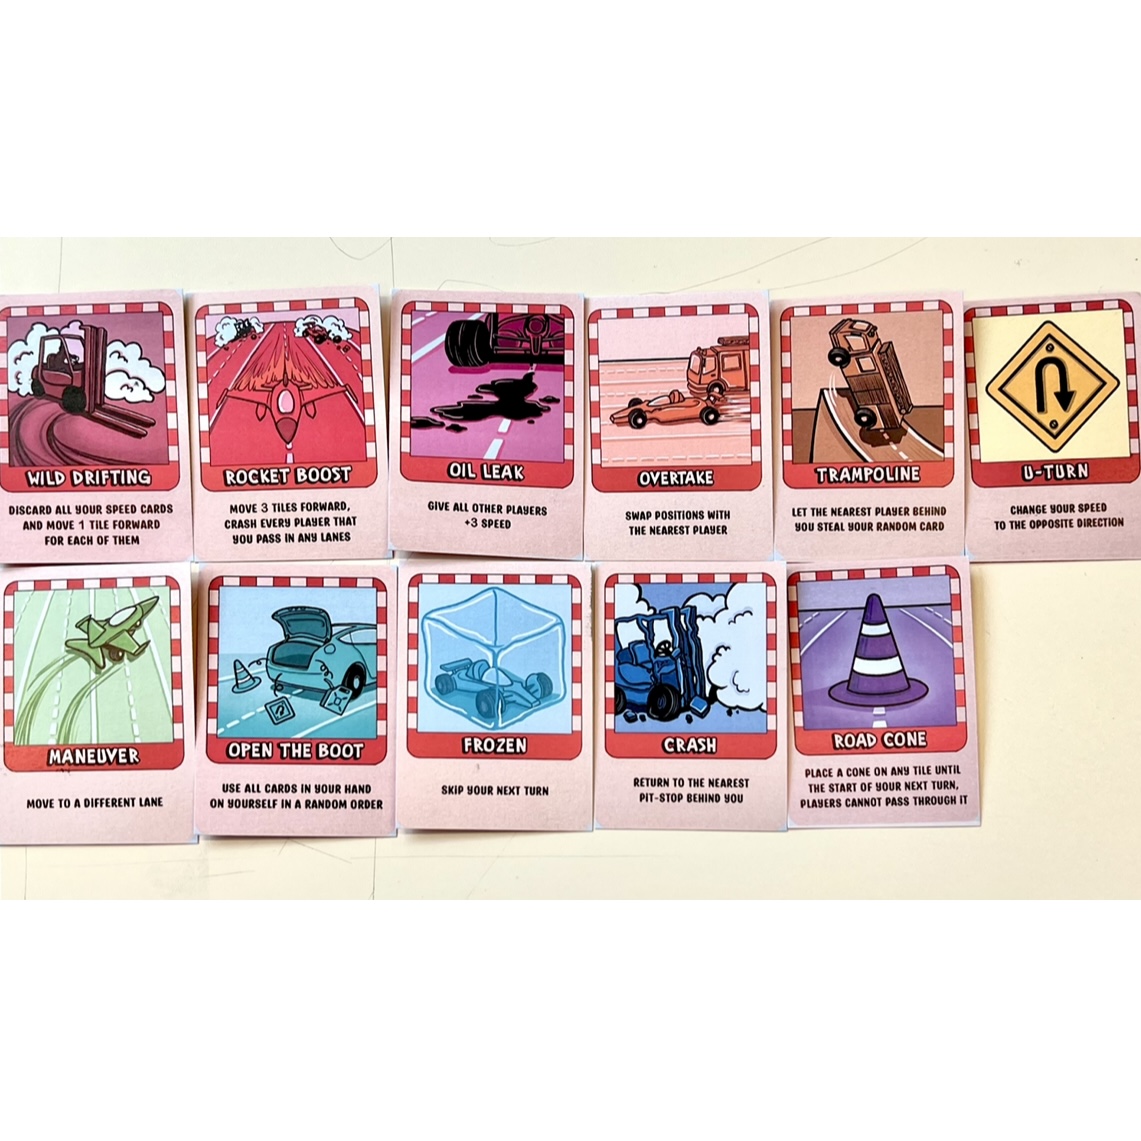 WILD DRIFTING
DISCARD ALL YOUR SPEED CARDS
AND MOVE 1 TILE FORWARD
FOR EACH OF THEM
ROCKET BOOST
MOVE 3 TILES FORWARD,
CRASH EVERY PLAYER THAT
YOU PASS IN ANY LANES
OIL LEAK
GIVE ALL OTHER PLAYERS
+3 SPEED
OVERTAKE
SWAP POSITIONS WITH
THE NEAREST PLAYER
TRAMPOLINE
LET THE NEAREST PLAYER BEHIND
YOU STEAL YOUR RANDOM CARD
U-TURN
CHANGE YOUR SPEED
TO THE OPPOSITE DIRECTION
MANEUVER
MOVE TO A DIFFERENT LANE
OPEN THE BOOT
USE ALL CARDS IN YOUR HAND
ON YOURSELF IN A RANDOM ORDER
FROZEN
SKIP YOUR NEXT TURN
CRASH
RETURN TO THE NEAREST
PIT-STOP BEHIND YOU
ROAD CONE
PLACE A CONE ON ANY TILE UNTIL
THE START OF YOUR NEXT TURN,
PLAYERS CANNOT PASS THROUGH IT